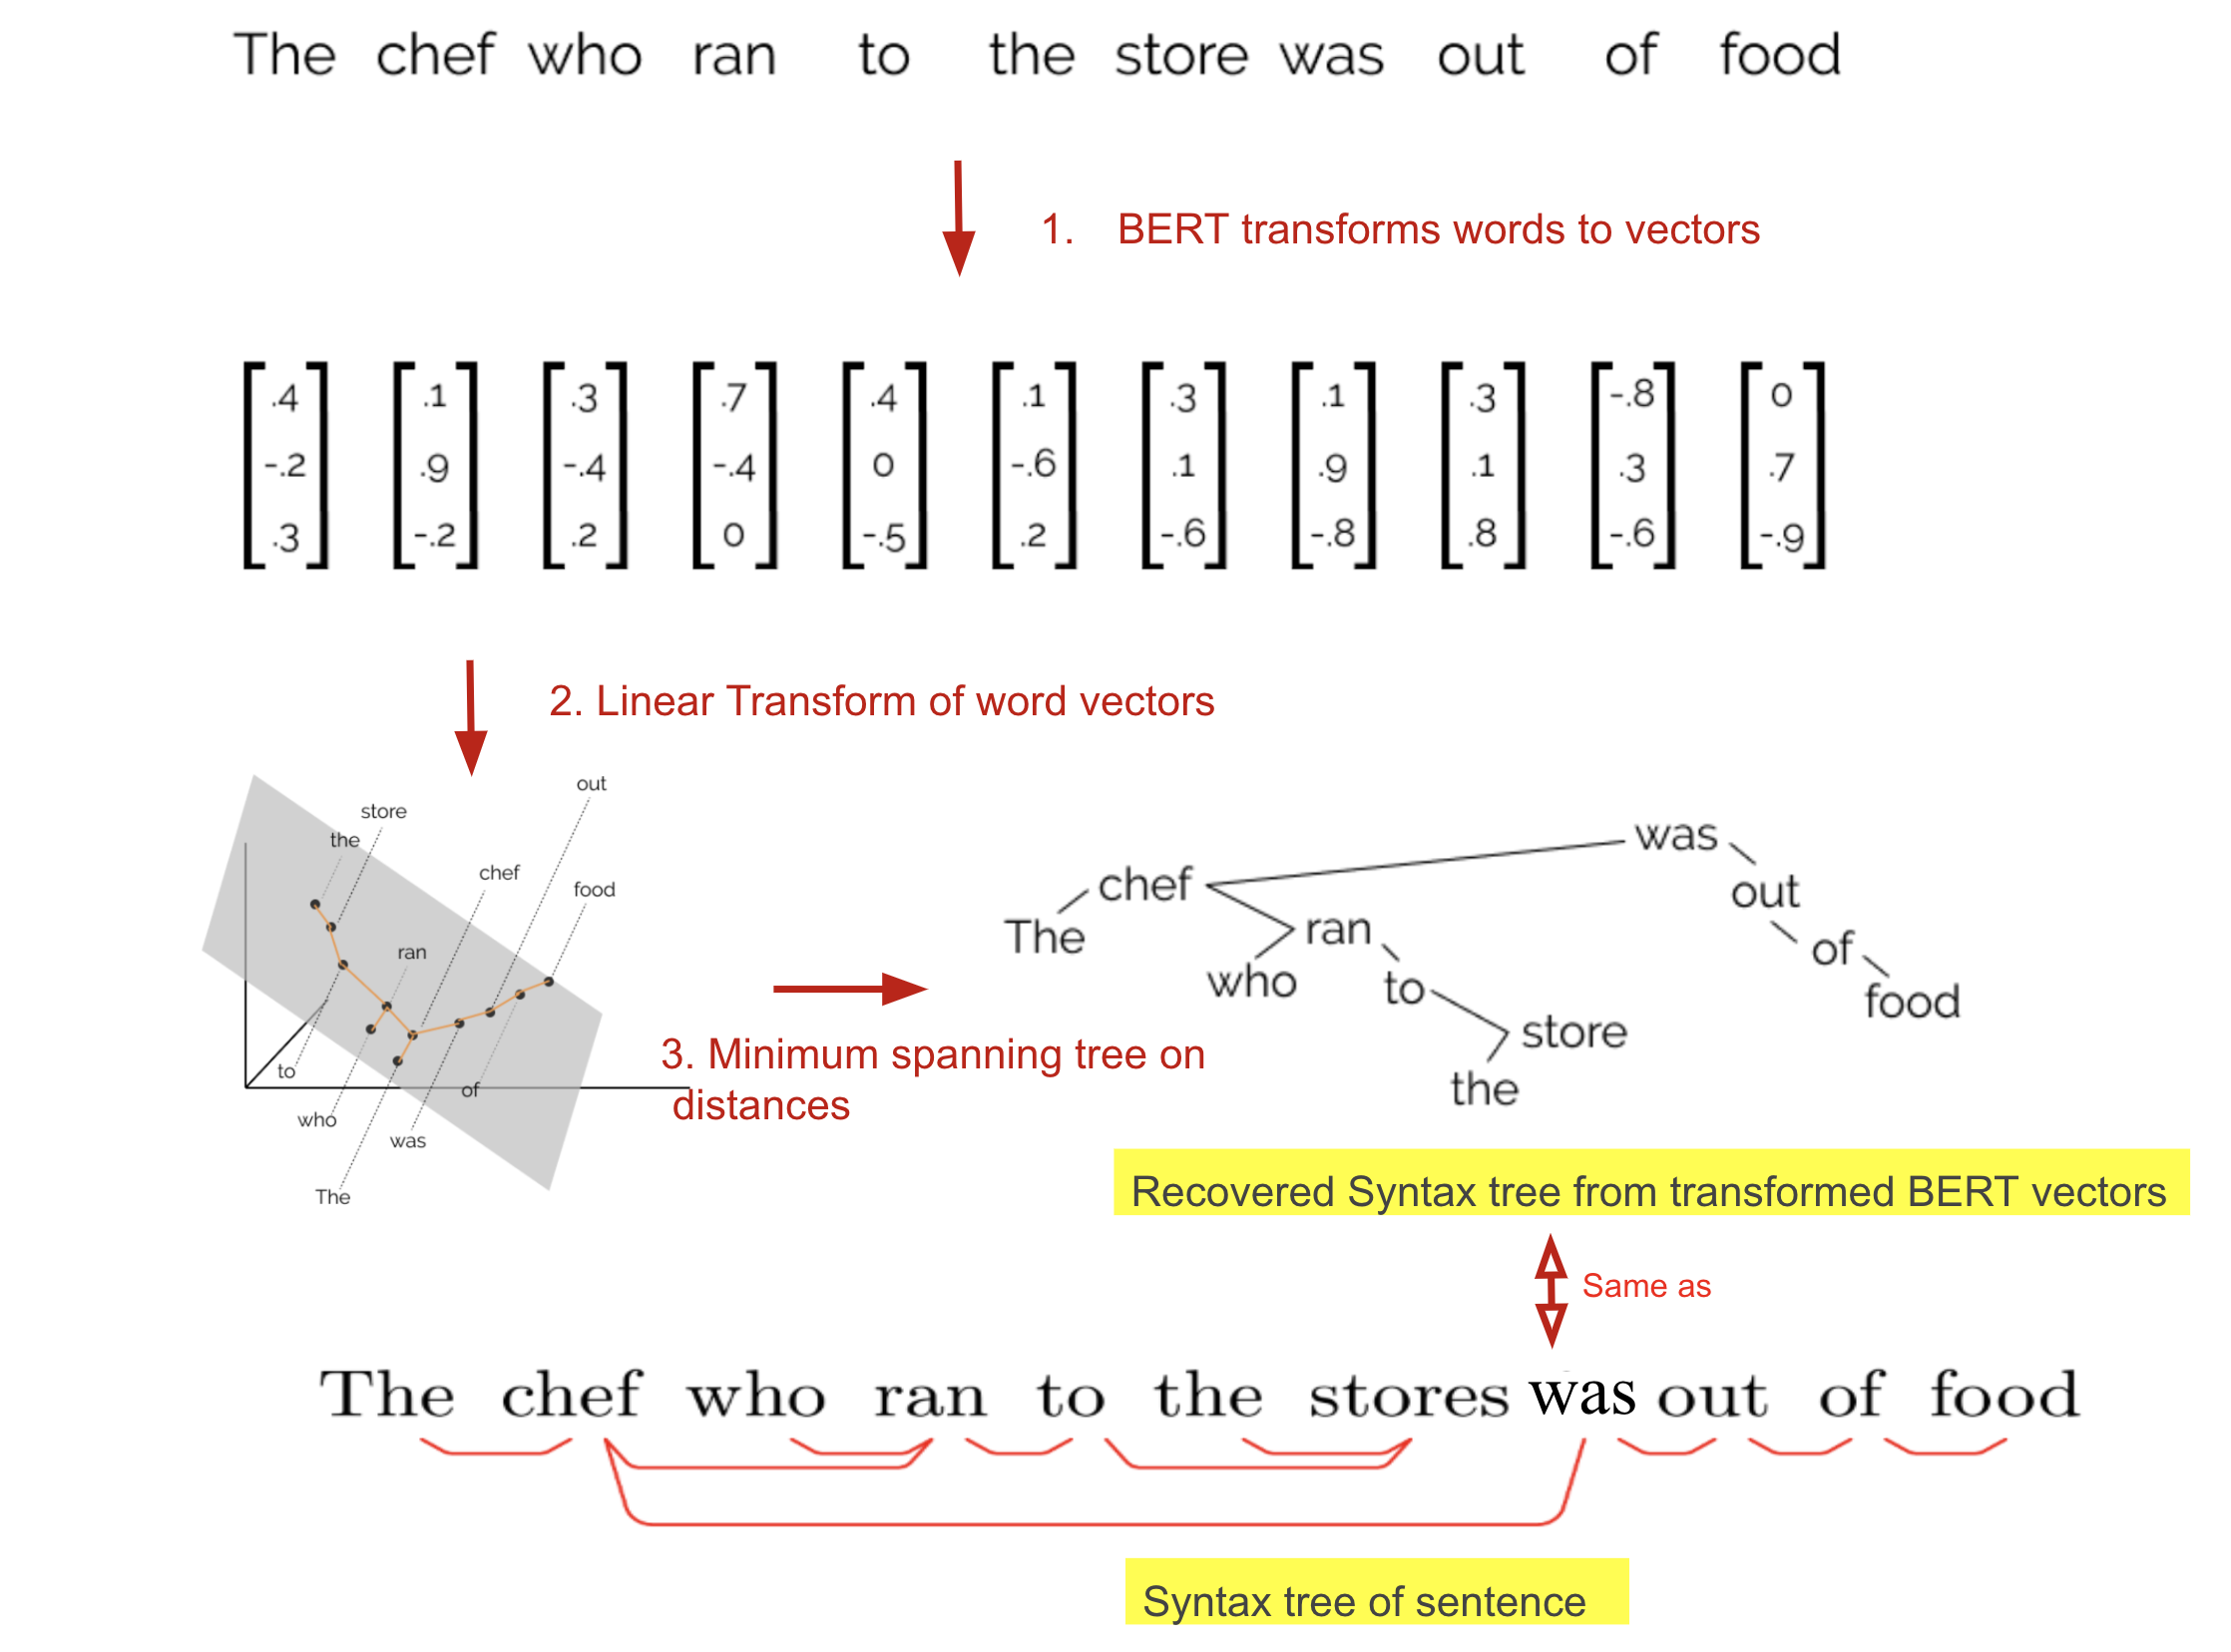 The chef who ran to the store was out of food
1. BERT transforms words to vectors
.4 .1 .3 .7 .4 .1 .3 .1 .3 -.8 0
-.2 .9 -.4 -.4 0 -.6 .1 .9 .1 .3 .7
.3 -.2 .2 0 -.5 .2 -.6 -.8 .8 -.6 -.9
2. Linear Transform of word vectors
out
store
the
chef
food
ran
to
of
who
was
The
3. Minimum spanning tree on
distances
was
chef
out
The
ran
of
who
to
food
store
the
Recovered Syntax tree from transformed BERT vectors
Same as
The chef who ran to the stores was out of food
Syntax tree of sentence